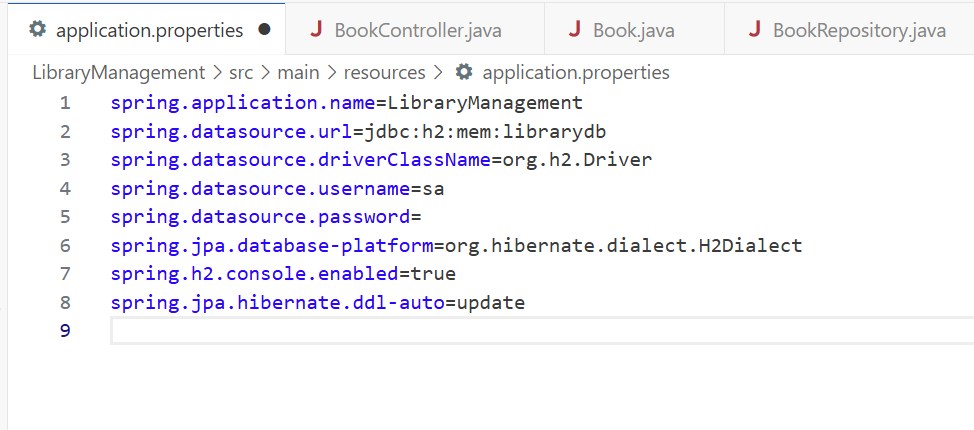 application.properties
J BookController.java
J Book.java
J BookRepository.java
LibraryManagement > src > main > resources > application.properties
1 spring.application.name=LibraryManagement
2 spring.datasource.url=jdbc:h2:mem:librarydb
3 spring.datasource.driverClassName=org.h2.Driver
4 spring.datasource.username=sa
5 spring.datasource.password=
6 spring.jpa.database-platform=org.hibernate.dialect.H2Dialect
7 spring.h2.console.enabled=true
8 spring.jpa.hibernate.ddl-auto=update
9